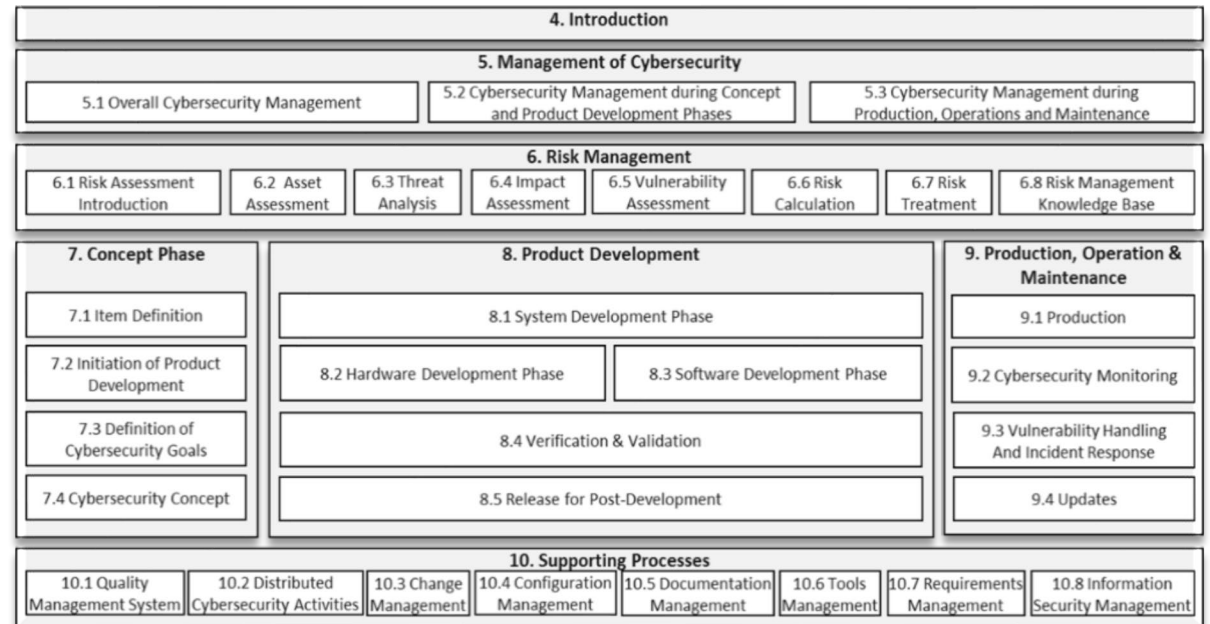 4. Introduction
5. Management of Cybersecurity
5.1 Overall Cybersecurity Management
5.2 Cybersecurity Management during Concept
and Product Development Phases
5.3 Cybersecurity Management during
Production, Operations and Maintenance
6. Risk Management
6.1 Risk Assessment
Introduction
6.2 Asset
Assessment
6.3 Threat
Analysis
6.4 Impact
Assessment
6.5 Vulnerability
Assessment
6.6 Risk
Calculation
6.7 Risk
Treatment
6.8 Risk Management
Knowledge Base
7. Concept Phase
7.1 Item Definition
7.2 Initiation of Product
Development
7.3 Definition of
Cybersecurity Goals
7.4 Cybersecurity Concept
8. Product Development
8.1 System Development Phase
8.2 Hardware Development Phase
8.3 Software Development Phase
8.4 Verification & Validation
8.5 Release for Post-Development
9. Production, Operation &
Maintenance
9.1 Production
9.2 Cybersecurity Monitoring
9.3 Vulnerability Handling
And Incident Response
9.4 Updates
10. Supporting Processes
10.1 Quality
Management System
10.2 Distributed
Cybersecurity Activities
10.3 Change
Management
10.4 Configuration
Management
10.5 Documentation
Management
10.6 Tools
Management
10.7 Requirements
Management
10.8 Information
Security Management